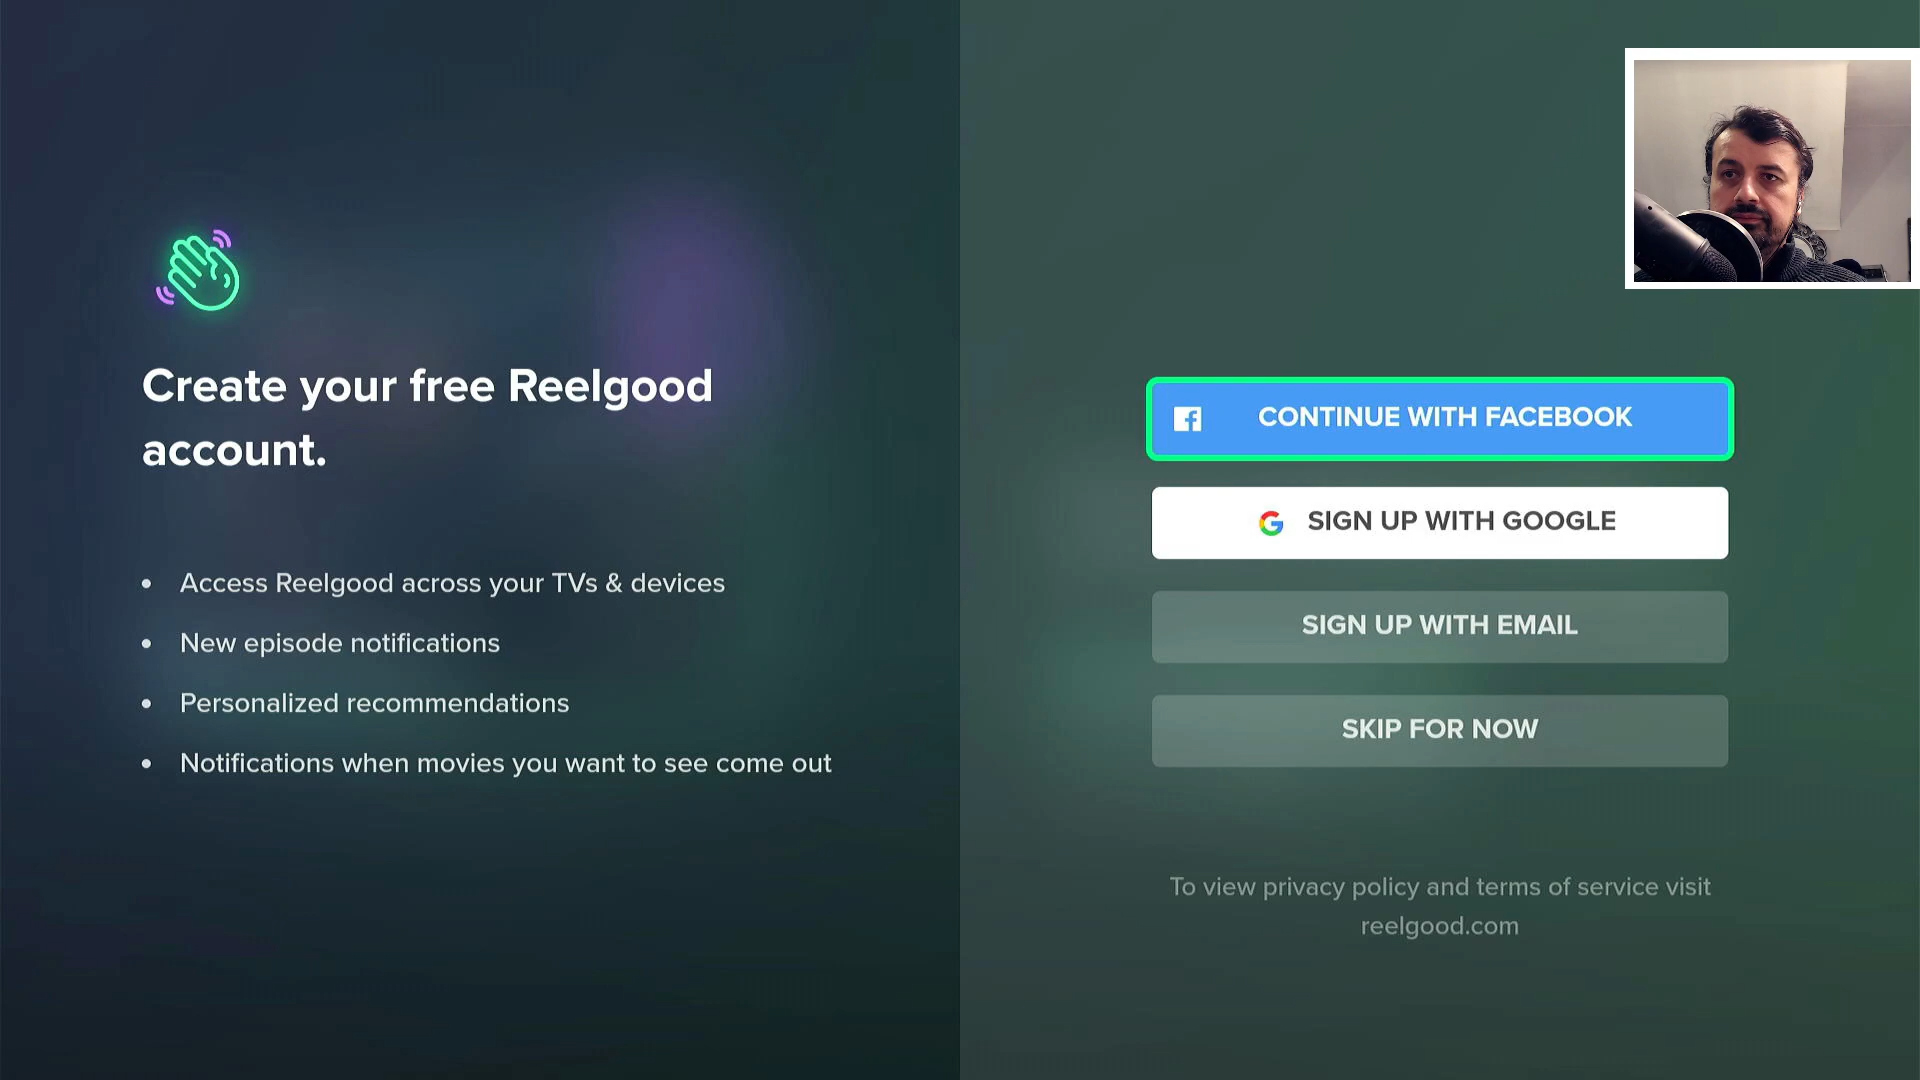 Create your free Reelgood
account.
• Access Reelgood across your TVs & devices
• New episode notifications
• Personalized recommendations
• Notifications when movies you want to see come out
CONTINUE WITH FACEBOOK
SIGN UP WITH GOOGLE
SIGN UP WITH EMAIL
SKIP FOR NOW
To view privacy policy and terms of service visit
reelgood.com